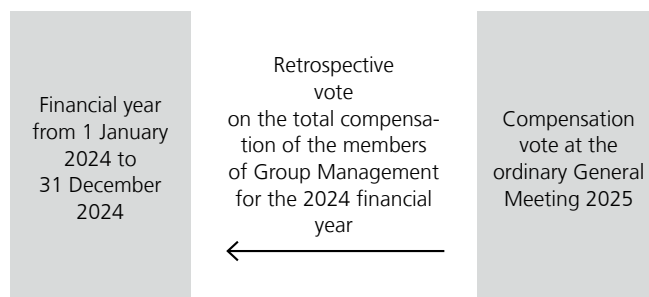 Financial year
from 1 January
2024 to
31 December
2024
Retrospective
vote
on the total compensa-
tion of the members
of Group Management
for the 2024 financial
year
Compensation
vote at the
ordinary General
Meeting 2025